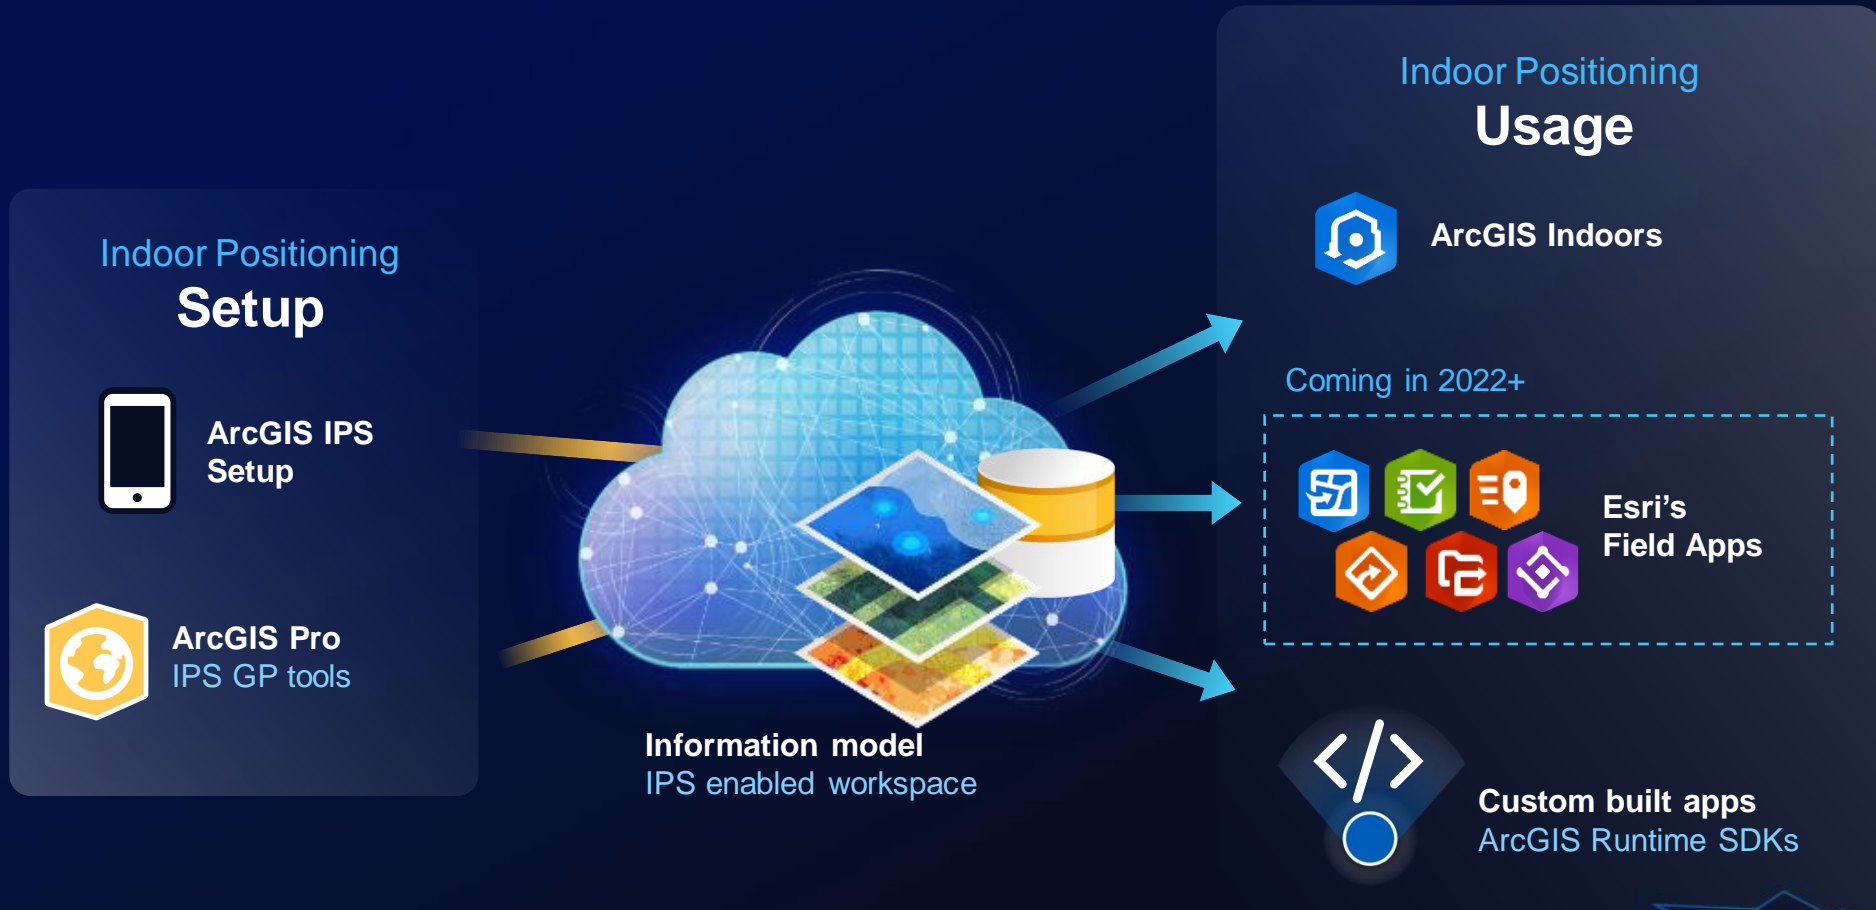 Indoor Positioning
Setup
ArcGIS IPS
Setup
ArcGIS Pro
IPS GP tools
Information model
IPS enabled workspace
Indoor Positioning
Usage
ArcGIS Indoors
Coming in 2022+
Esri’s
Field Apps
</>
Custom built apps
ArcGIS Runtime SDKs